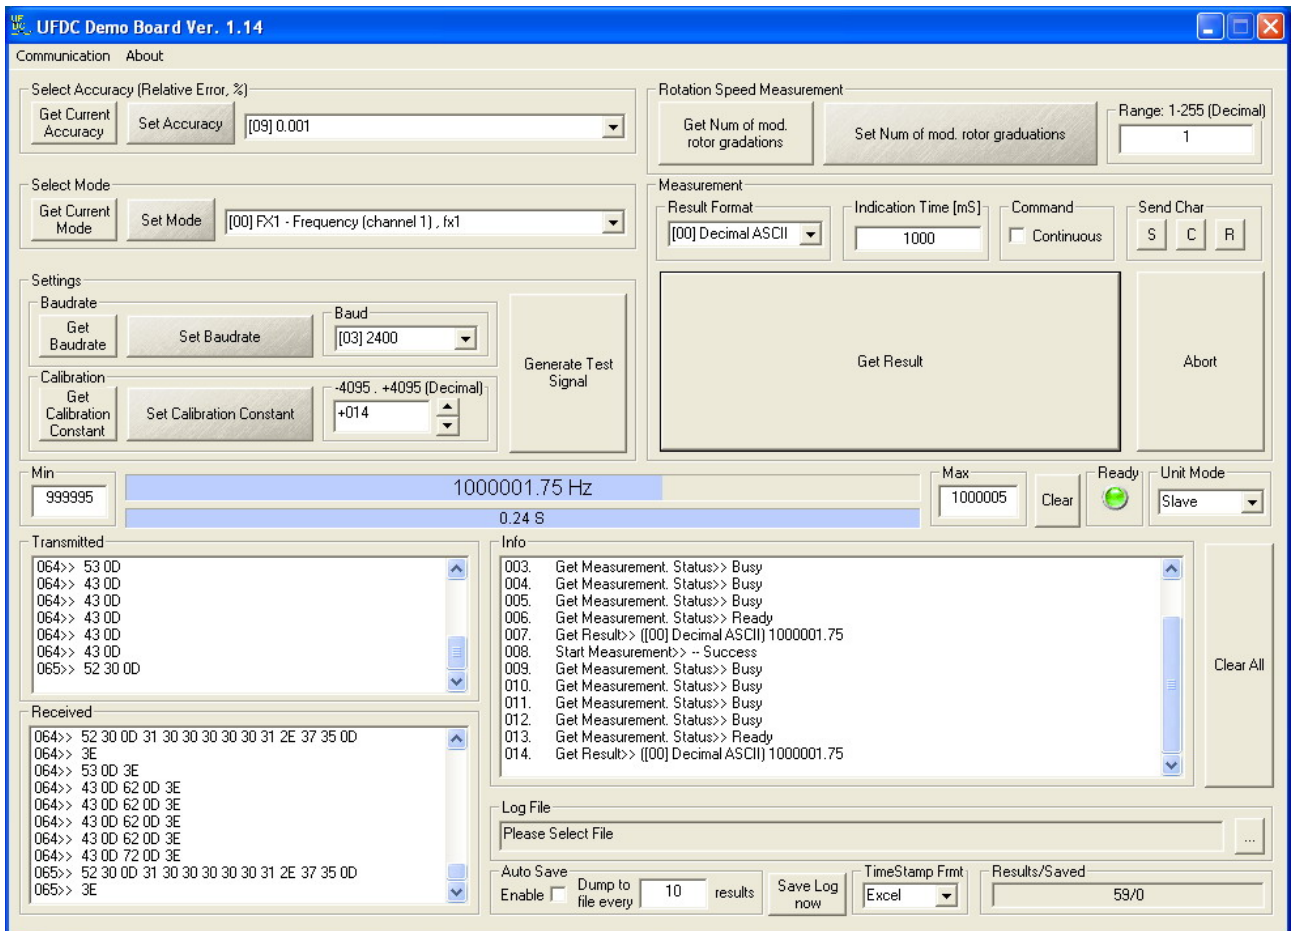 UFDC Demo Board Ver. 1.14
Communication About
Select Accuracy (Relative Error, %)
Get Current
Accuracy
Set Accuracy
[09] 0.001
Rotation Speed Measurement
Get Num of mod.
rotor gradations
Set Num of mod. rotor graduations
Range: 1-255 (Decimal)
1
Select Mode
Get Current
Mode
Set Mode
[00] FX1 - Frequency (channel 1) , fx1
Measurement
Result Format
[00] Decimal ASCII
Indication Time [mS]
1000
Command
Continuous
Send Char
S C R
Settings
Baudrate
Get
Baudrate
Set Baudrate
Baud
[03] 2400
Calibration
Get
Calibration
Constant
Set Calibration Constant
-4095 . +4095 (Decimal)
+014
Generate Test
Signal
Get Result
Abort
Min
999995
1000001.75 Hz
0.24 S
Max
1000005
Clear
Ready
Unit Mode
Slave
Transmitted
064>> 53 0D
064>> 43 0D
064>> 43 0D
064>> 43 0D
064>> 43 0D
064>> 43 0D
065>> 52 30 0D
Received
064>> 52 30 0D 31 30 30 30 30 30 31 2E 37 35 0D
064>> 3E
064>> 53 0D 3E
064>> 43 0D 62 0D 3E
064>> 43 0D 62 0D 3E
064>> 43 0D 62 0D 3E
064>> 43 0D 62 0D 3E
064>> 43 0D 72 0D 3E
065>> 52 30 0D 31 30 30 30 30 30 31 2E 37 35 0D
065>> 3E
Info
003. Get Measurement. Status>> Busy
004. Get Measurement. Status>> Busy
005. Get Measurement. Status>> Busy
006. Get Measurement. Status>> Ready
007. Get Result>> ([00] Decimal ASCII) 1000001.75
008. Start Measurement>> -- Success
009. Get Measurement. Status>> Busy
010. Get Measurement. Status>> Busy
011. Get Measurement. Status>> Busy
012. Get Measurement. Status>> Busy
013. Get Measurement. Status>> Ready
014. Get Result>> ([00] Decimal ASCII) 1000001.75
Clear All
Log File
Please Select File
...
Auto Save
Enable
Dump to
file every
10
results
Save Log
now
TimeStamp Frmt
Excel
Results/Saved
59/0